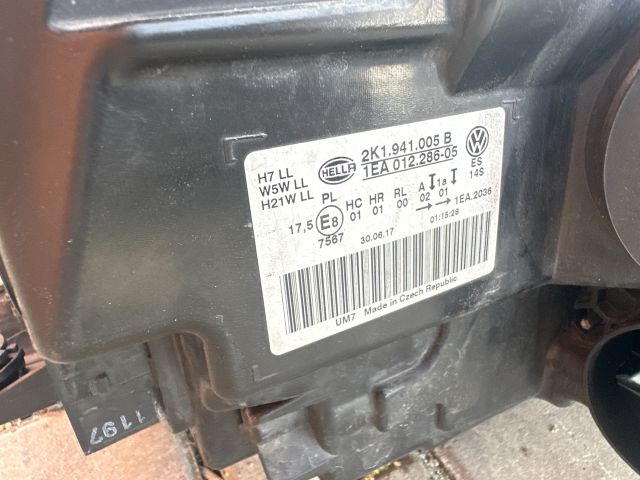 H7 LL
W5W LL
H21W LL
HELLA
2K1.941.005 B
1EA 012.286-05
VW
ES
14S
PL
17,5 E8
7567
HC HR RL A 1a
01 01 00 02 01
1EA.2036
30.06.17
01:15:28
UM7 Made in Czech Republic
1197